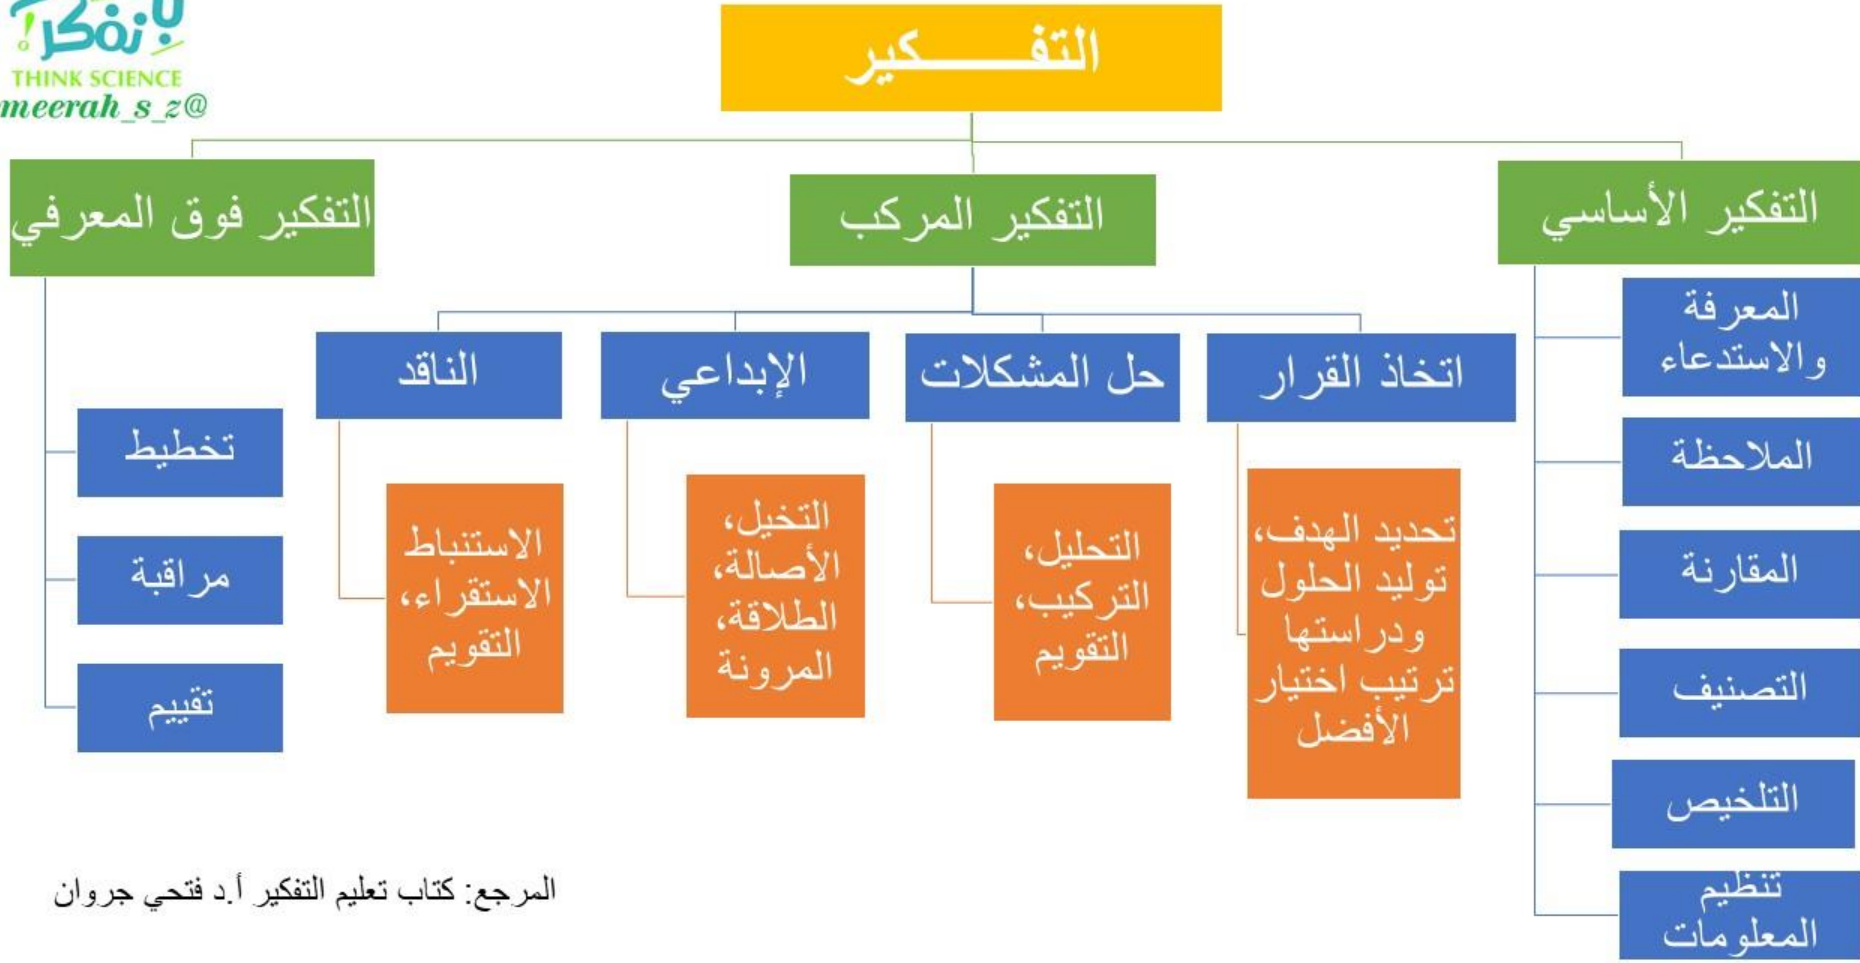 نفكر!
THINK SCIENCE
meerah_s_z@
التفـــــــكير
التفكير الأساسي
المعرفة
والاستدعاء
الملاحظة
المقارنة
التصنيف
التلخيص
تنظيم
المعلومات
التفكير المركب
اتخاذ القرار
تحديد الهدف،
توليد الحلول
ودراستها
ترتيب اختيار
الأفضل
حل المشكلات
التحليل،
التركيب،
التقويم
الإبداعي
التخيل،
الأصالة،
الطلاقة،
المرونة
الناقد
الاستنباط
الاستقراء،
التقويم
التفكير فوق المعرفي
تخطيط
مراقبة
تقييم
المرجع: كتاب تعليم التفكير أ.د فتحي جروان